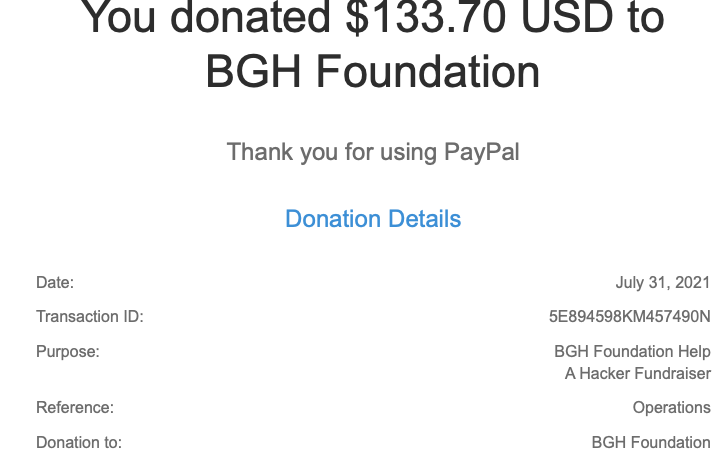 You donated $133.70 USD to
BGH Foundation
Thank you for using PayPal
Donation Details
Date: July 31, 2021
Transaction ID: 5E894598KM457490N
Purpose: BGH Foundation Help
A Hacker Fundraiser
Reference: Operations
Donation to: BGH Foundation